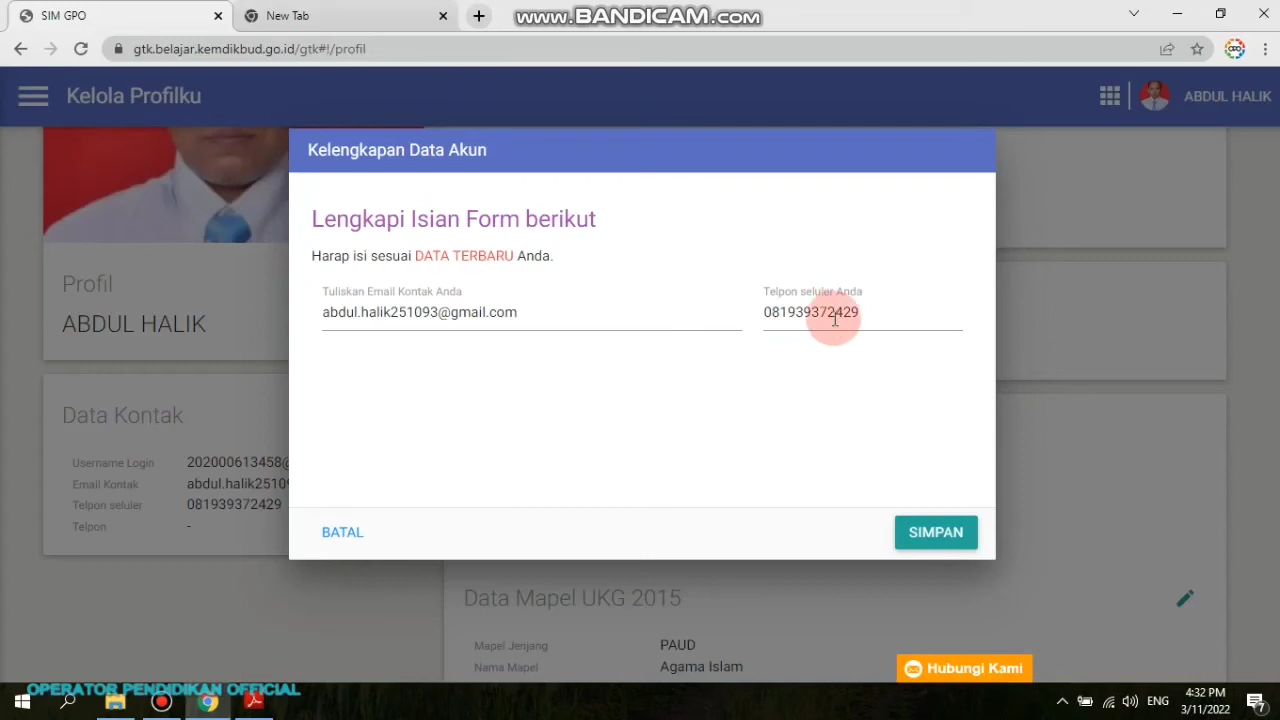 SIM GPO
New Tab
www.BANDICAM.com
gtk.belajar.kemdikbud.go.id/gtk#!/profil
GPO
Kelola Profilku
ABDUL HALIK
Kelengkapan Data Akun
Lengkapi Isian Form berikut
Harap isi sesuai DATA TERBARU Anda.
Tuliskan Email Kontak Anda
Telpon seluler Anda
abdul.halik251093@gmail.com
081939372429
BATAL
SIMPAN
Profil
ABDUL HALIK
Data Kontak
Username Login 202000613458@
Email Kontak abdul.halik2510
Telpon seluler 081939372429
Telpon -
Data Mapel UKG 2015
Mapel Jenjang PAUD
Nama Mapel Agama Islam
Hubungi Kami
OPERATOR PENDIDIKAN OFFICIAL
ENG
4:32 PM
3/11/2022
7